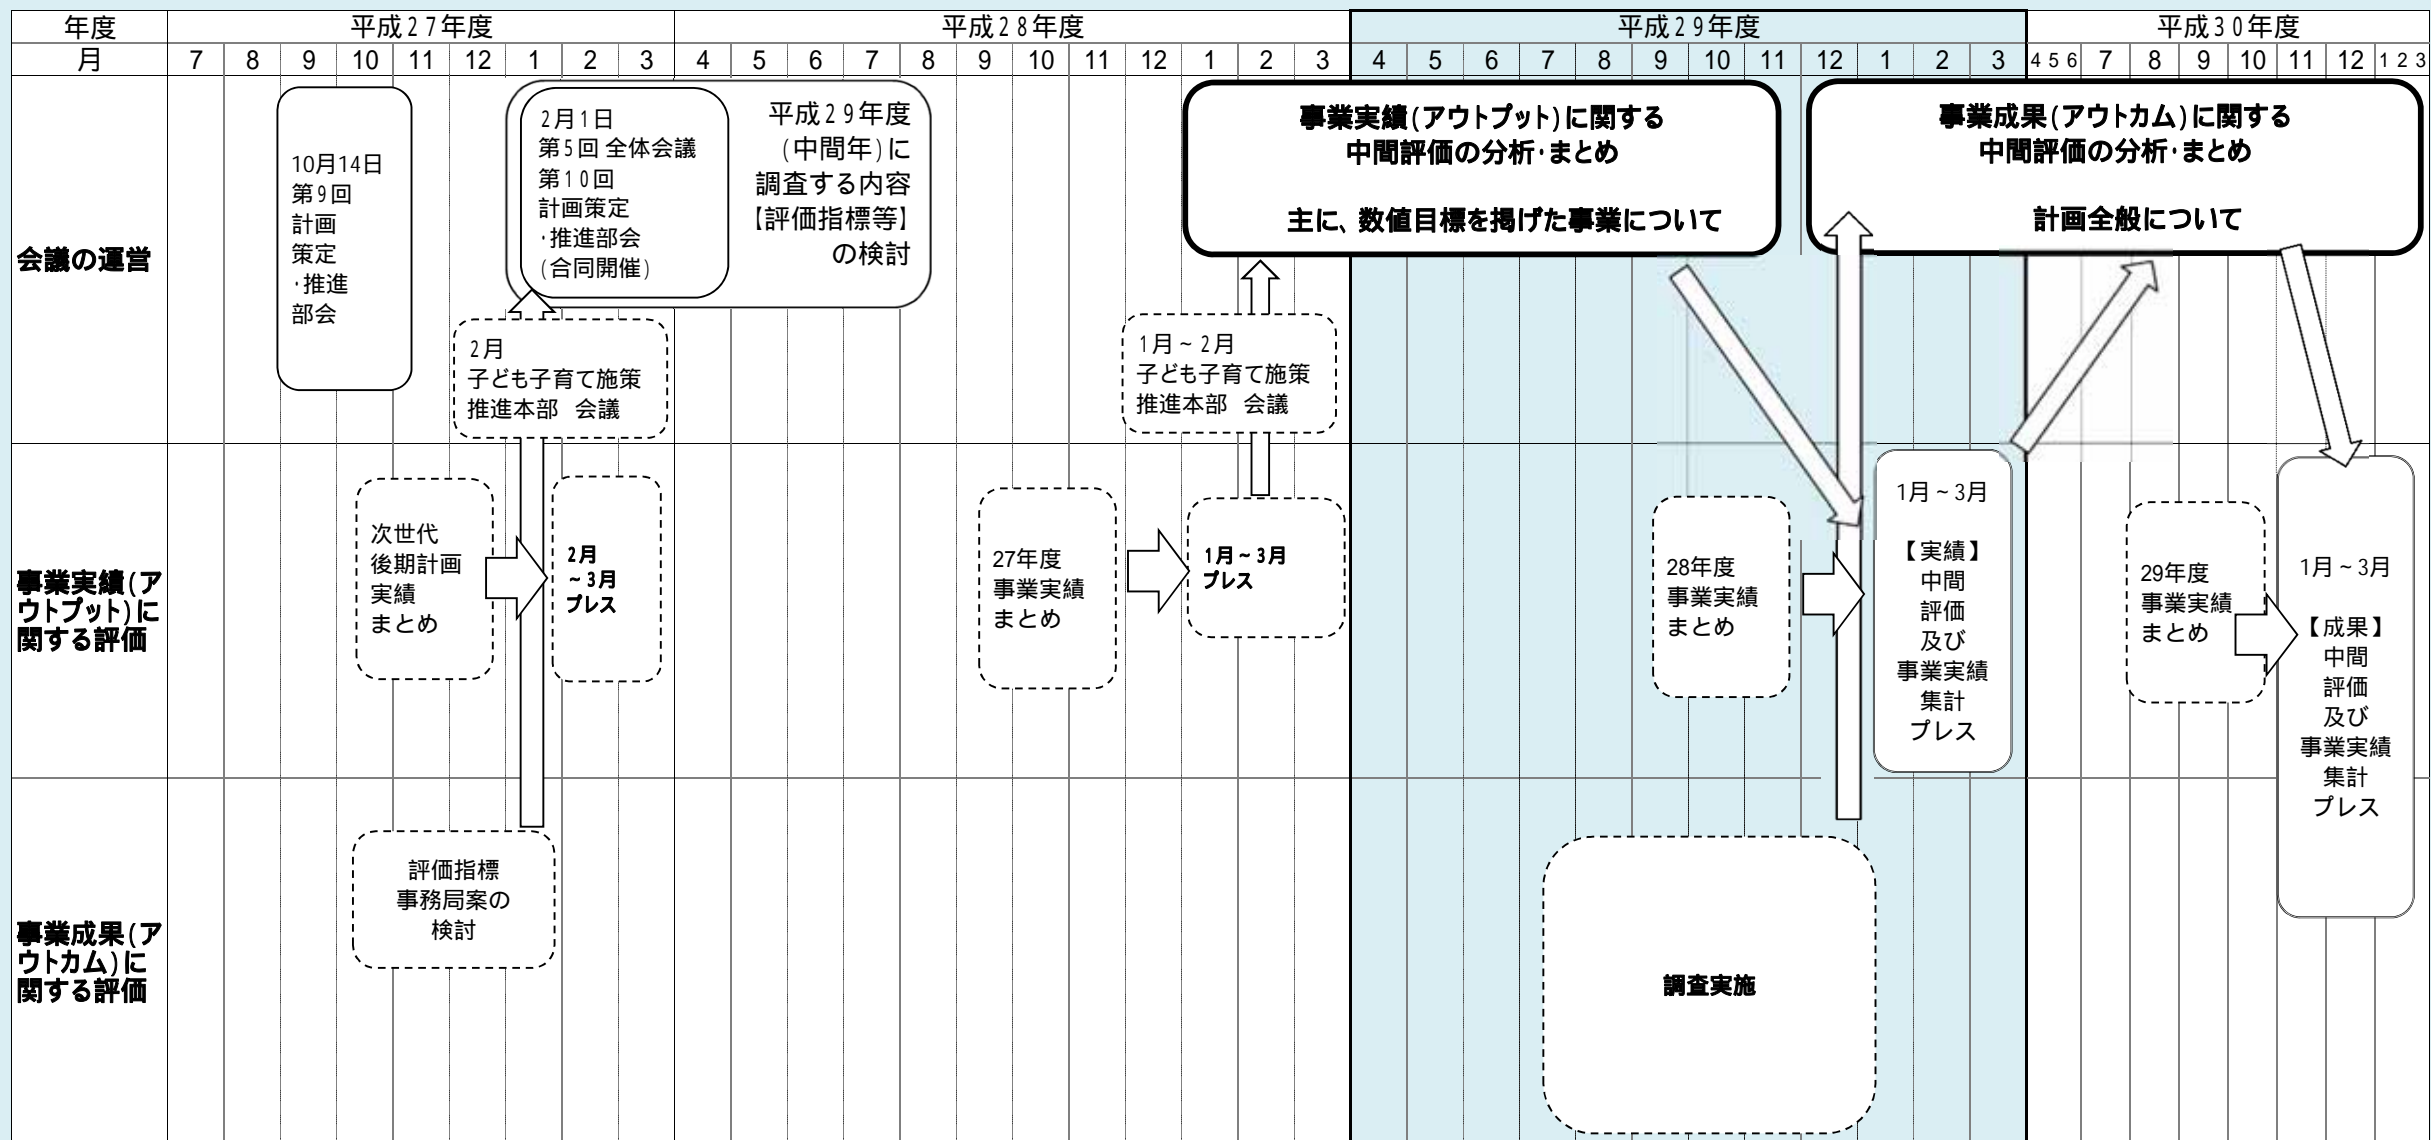 年度 平成27年度 平成28年度 平成29年度 平成30年度
月 7 8 9 10 11 12 1 2 3 4 5 6 7 8 9 10 11 12 1 2 3 4 5 6 7 8 9 10 11 12 1 2 3 4 5 6 7 8 9 10 11 12 1 2 3
会議の運営
10月14日
第9回
計画
策定
・推進
部会
2月1日
第5回 全体会議
第10回
計画策定
・推進部会
(合同開催)
平成29年度
(中間年)に
調査する内容
【評価指標等】
の検討
2月
子ども子育て施策
推進本部 会議
1月~2月
子ども子育て施策
推進本部 会議
事業実績(アウトプット)に関する
中間評価の分析・まとめ
主に、数値目標を掲げた事業について
事業成果(アウトカム)に関する
中間評価の分析・まとめ
計画全般について
事業実績(ア
ウトプット)に
関する評価
次世代
後期計画
実績
まとめ
2月
~3月
プレス
27年度
事業実績
まとめ
1月~3月
プレス
28年度
事業実績
まとめ
1月~3月
【実績】
中間
評価
及び
事業実績
集計
プレス
29年度
事業実績
まとめ
1月~3月
【成果】
中間
評価
及び
事業実績
集計
プレス
事業成果(ア
ウトカム)に
関する評価
評価指標
事務局案の
検討
調査実施